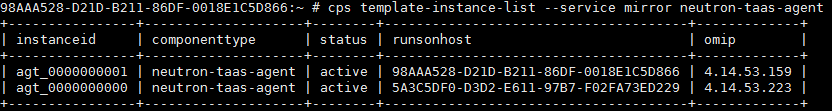 98AAA528-D21D-B211-86DF-0018E1C5D866:~ # cps template-instance-list --service mirror neutron-taas-agent
+----------------+--------------------+--------+--------------------------------------+-------------+
| instanceid | componenttype | status | runsonhost | omip |
+----------------+--------------------+--------+--------------------------------------+-------------+
| agt_0000000001 | neutron-taas-agent | active | 98AAA528-D21D-B211-86DF-0018E1C5D866 | 4.14.53.159 |
| agt_0000000000 | neutron-taas-agent | active | 5A3C5DF0-D3D2-E611-97B7-F02FA73ED229 | 4.14.53.223 |
+----------------+--------------------+--------+--------------------------------------+-------------+